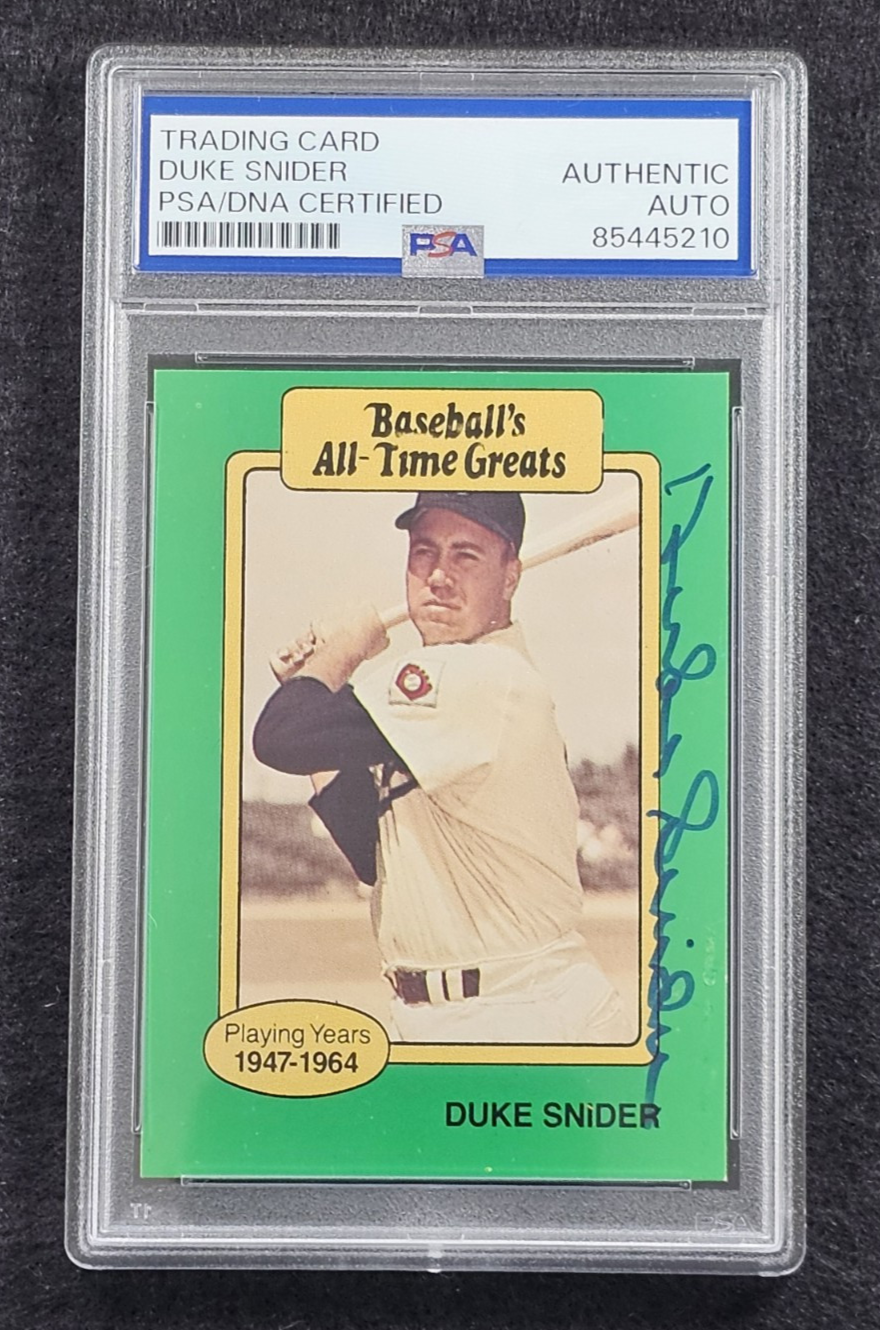 TRADING CARD
DUKE SNIDER
PSA/DNA CERTIFIED
AUTHENTIC
AUTO
85445210
PSA
Baseball's
All-Time Greats
Duke Snider
Playing Years
1947-1964
DUKE SNiDER
PSA